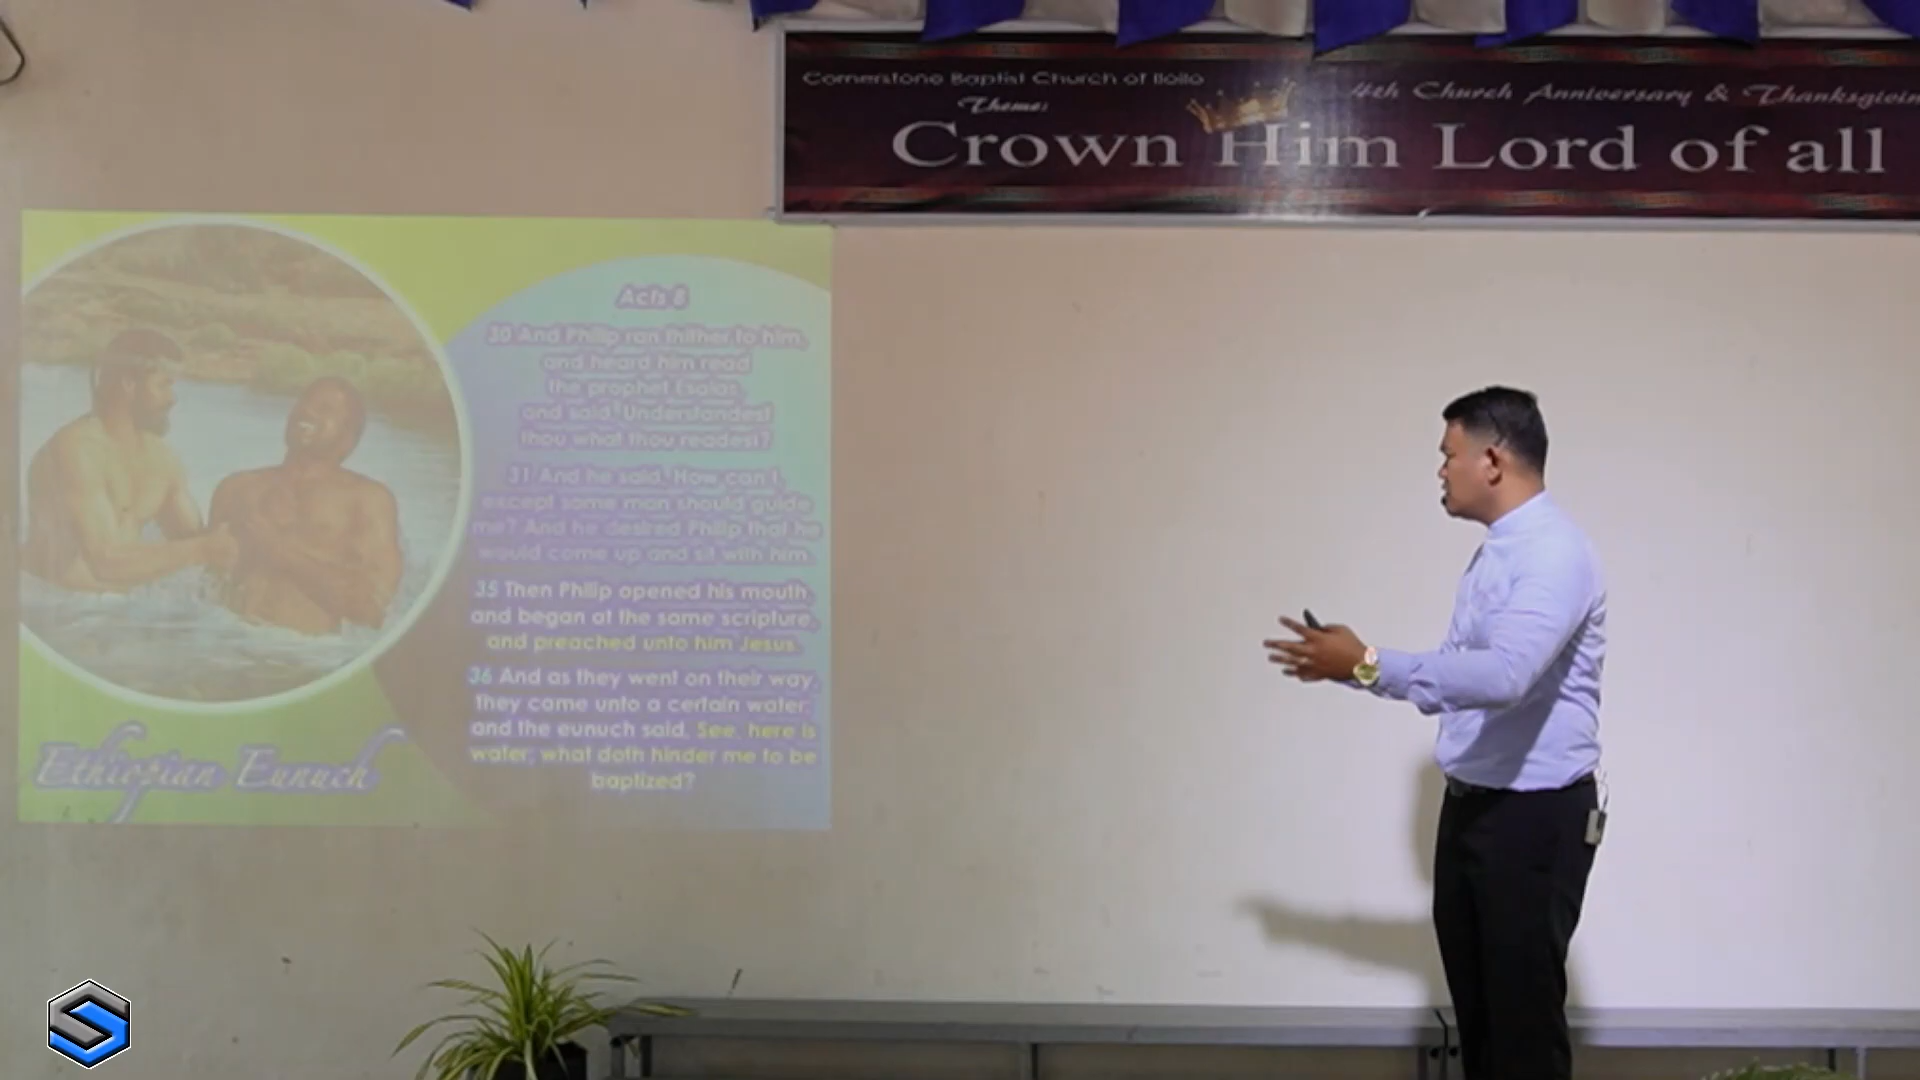 Cornerstone Baptist Church of Iloilo
4th Church Anniversary & Thanksgivin
Theme:
Crown Him Lord of all
Acts 8
30 And Philip ran thither to him,
and heard him read
the prophet Esaias,
and said, Understandest
thou what thou readest?
31 And he said, How can I,
except some man should guide
me? And he desired Philip that he
would come up and sit with him.
35 Then Philip opened his mouth,
and began at the same scripture,
and preached unto him Jesus.
36 And as they went on their way,
they came unto a certain water:
and the eunuch said, See, here is
water; what doth hinder me to be
baptized?
Ethiopian Eunuch